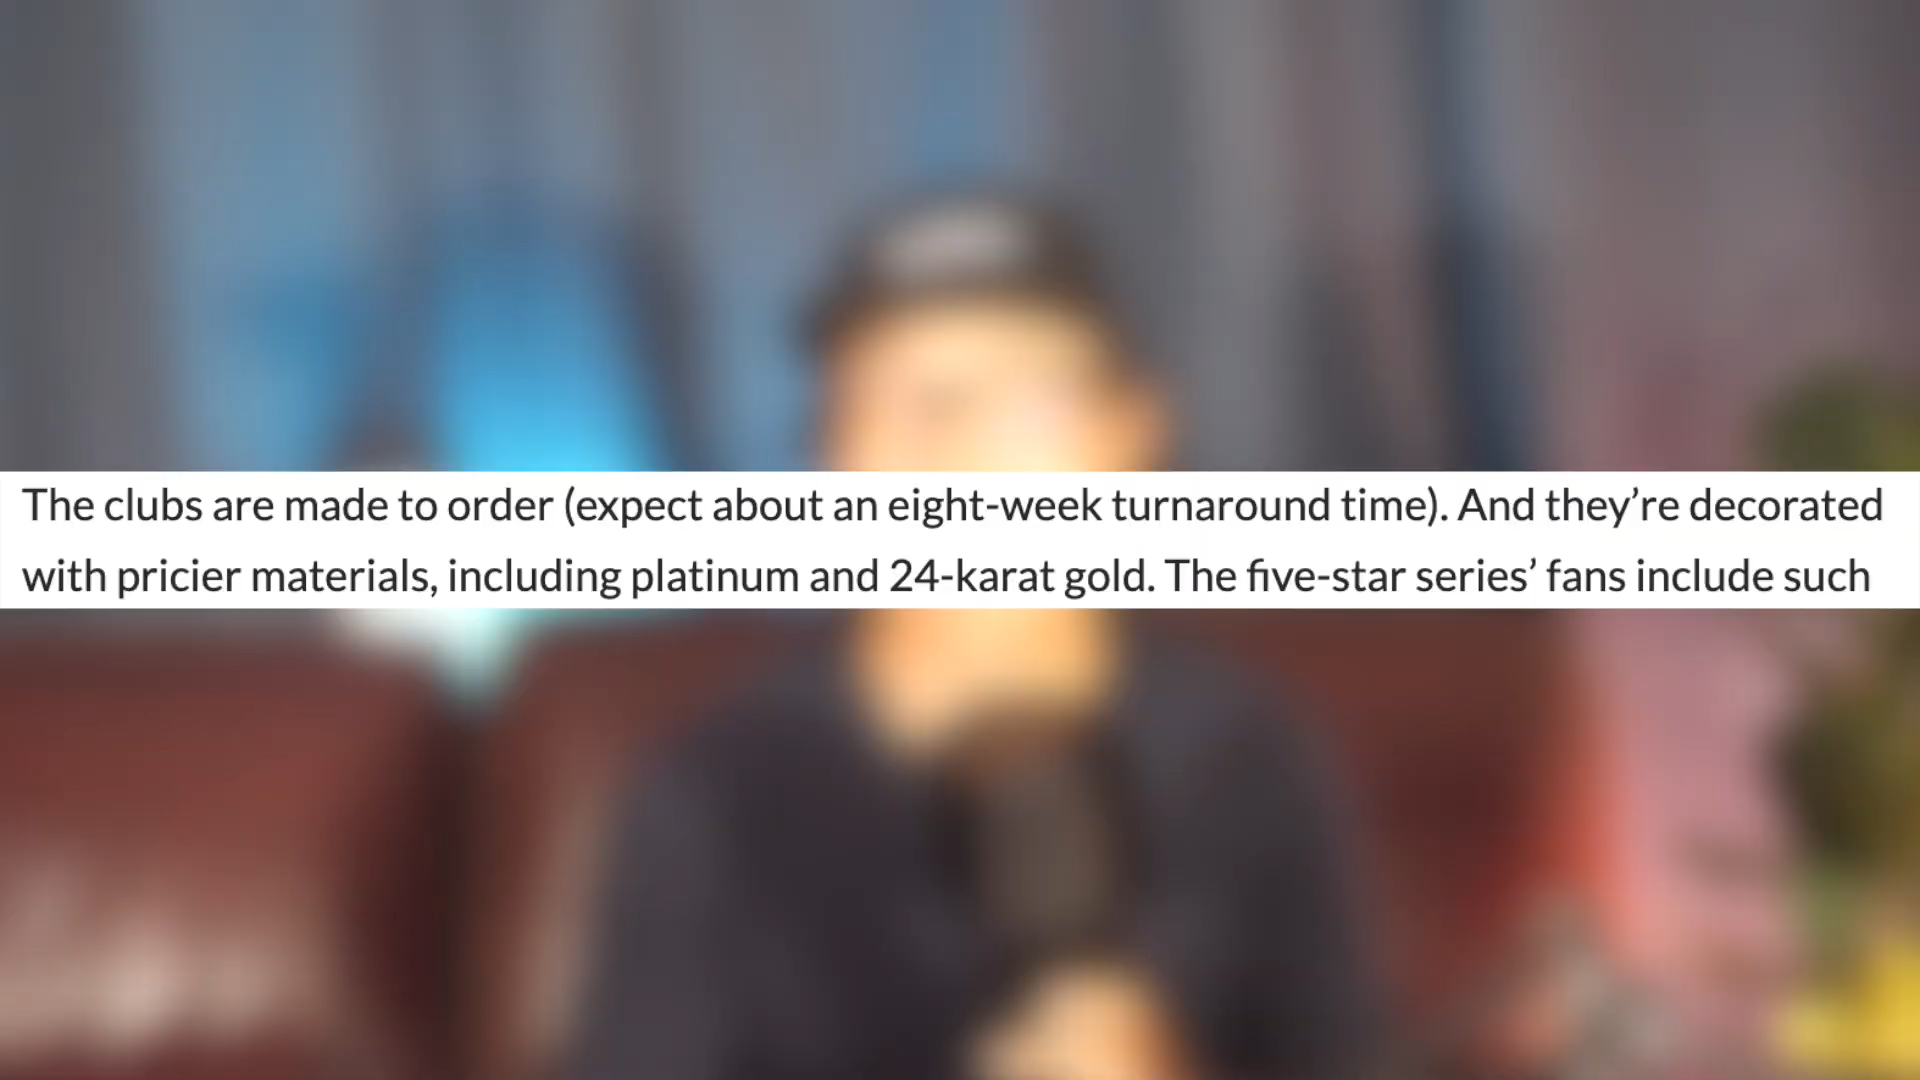 The clubs are made to order (expect about an eight-week turnaround time). And they’re decorated
with pricier materials, including platinum and 24-karat gold. The five-star series’ fans include such